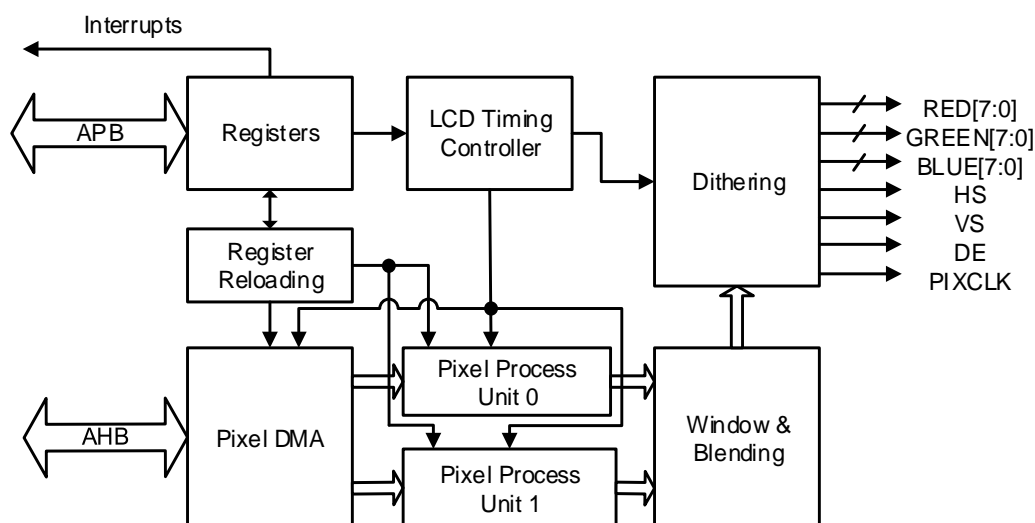 Interrupts
APB
Registers
LCD Timing
Controller
Dithering
RED[7:0]
GREEN[7:0]
BLUE[7:0]
HS
VS
DE
PIXCLK
Register
Reloading
AHB
Pixel DMA
Pixel Process
Unit 0
Pixel Process
Unit 1
Window &
Blending